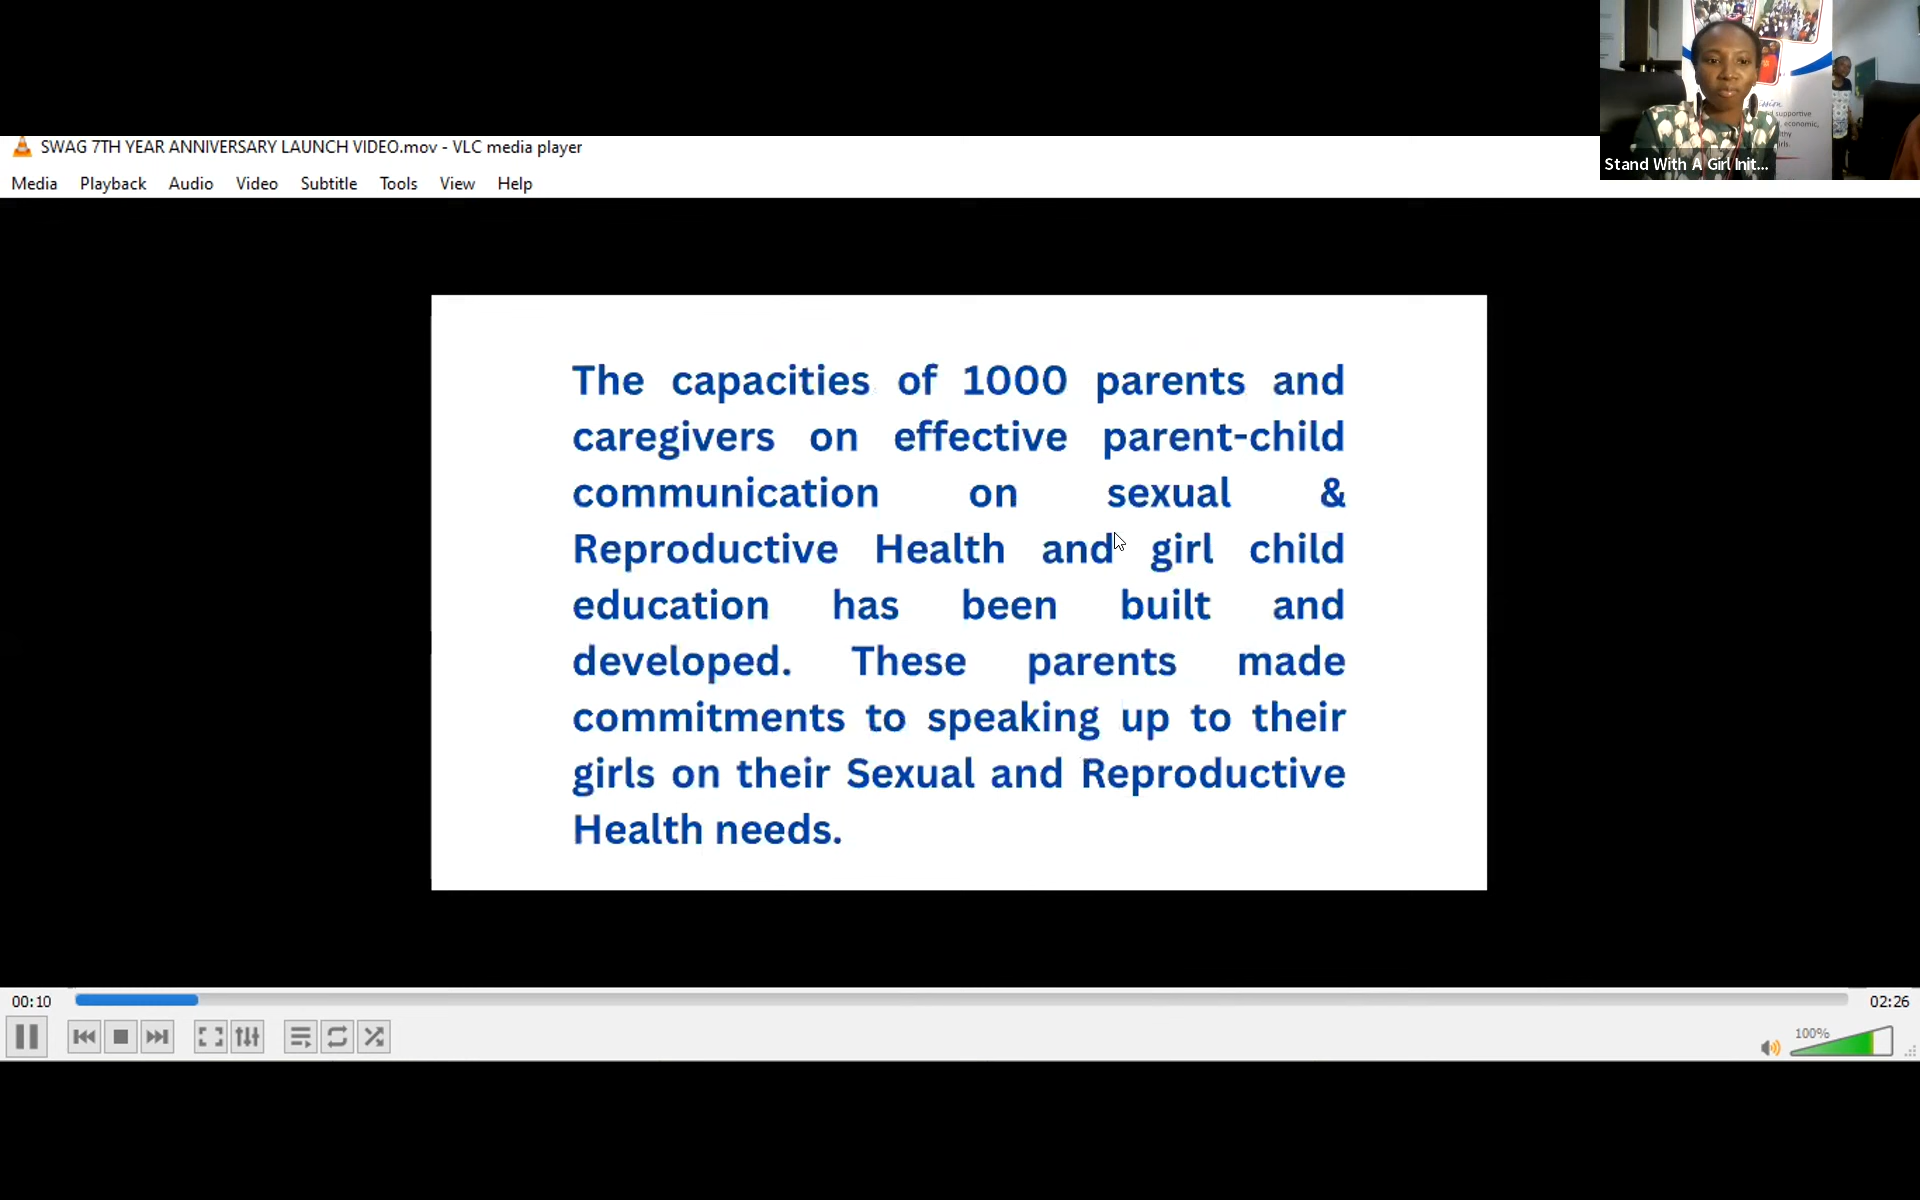 SWAG 7TH YEAR ANNIVERSARY LAUNCH VIDEO.mov - VLC media player
Media Playback Audio Video Subtitle Tools View Help
Stand With A Girl Init...
supportive
economic,
The capacities of 1000 parents and
caregivers on effective parent-child
communication on sexual &
Reproductive Health and girl child
education has been built and
developed. These parents made
commitments to speaking up to their
girls on their Sexual and Reproductive
Health needs.
00:10
02:26
100%